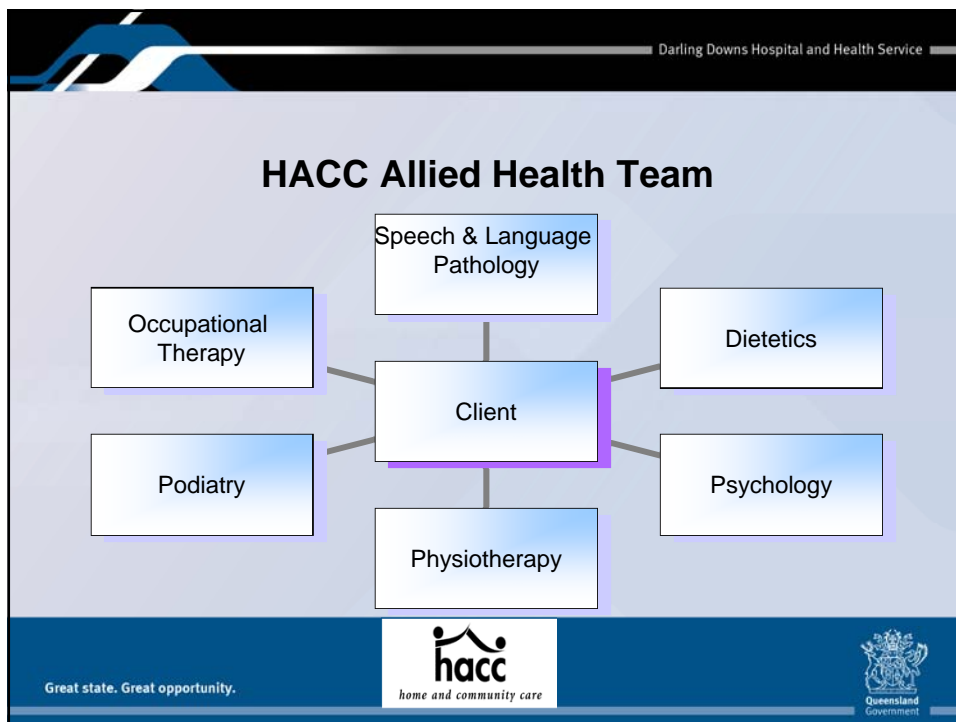 Darling Downs Hospital and Health Service
HACC Allied Health Team
Speech & Language
Pathology
Occupational
Therapy
Dietetics
Client
Podiatry
Psychology
Physiotherapy
Great state. Great opportunity.
hacc
home and community care
Queensland
Government